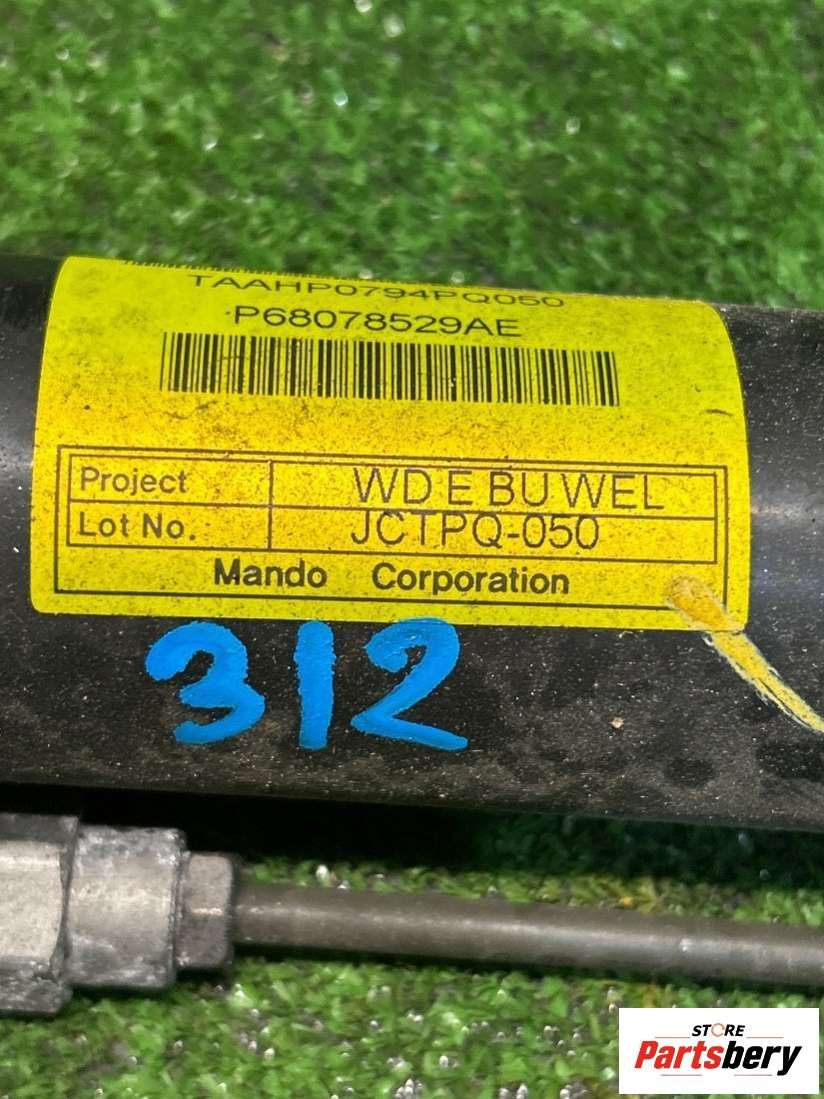 TAAHP0794PQ050
P68078529AE
Project WD E BU WEL
Lot No. JCTPQ-050
Mando Corporation
312
STORE
Partsbery